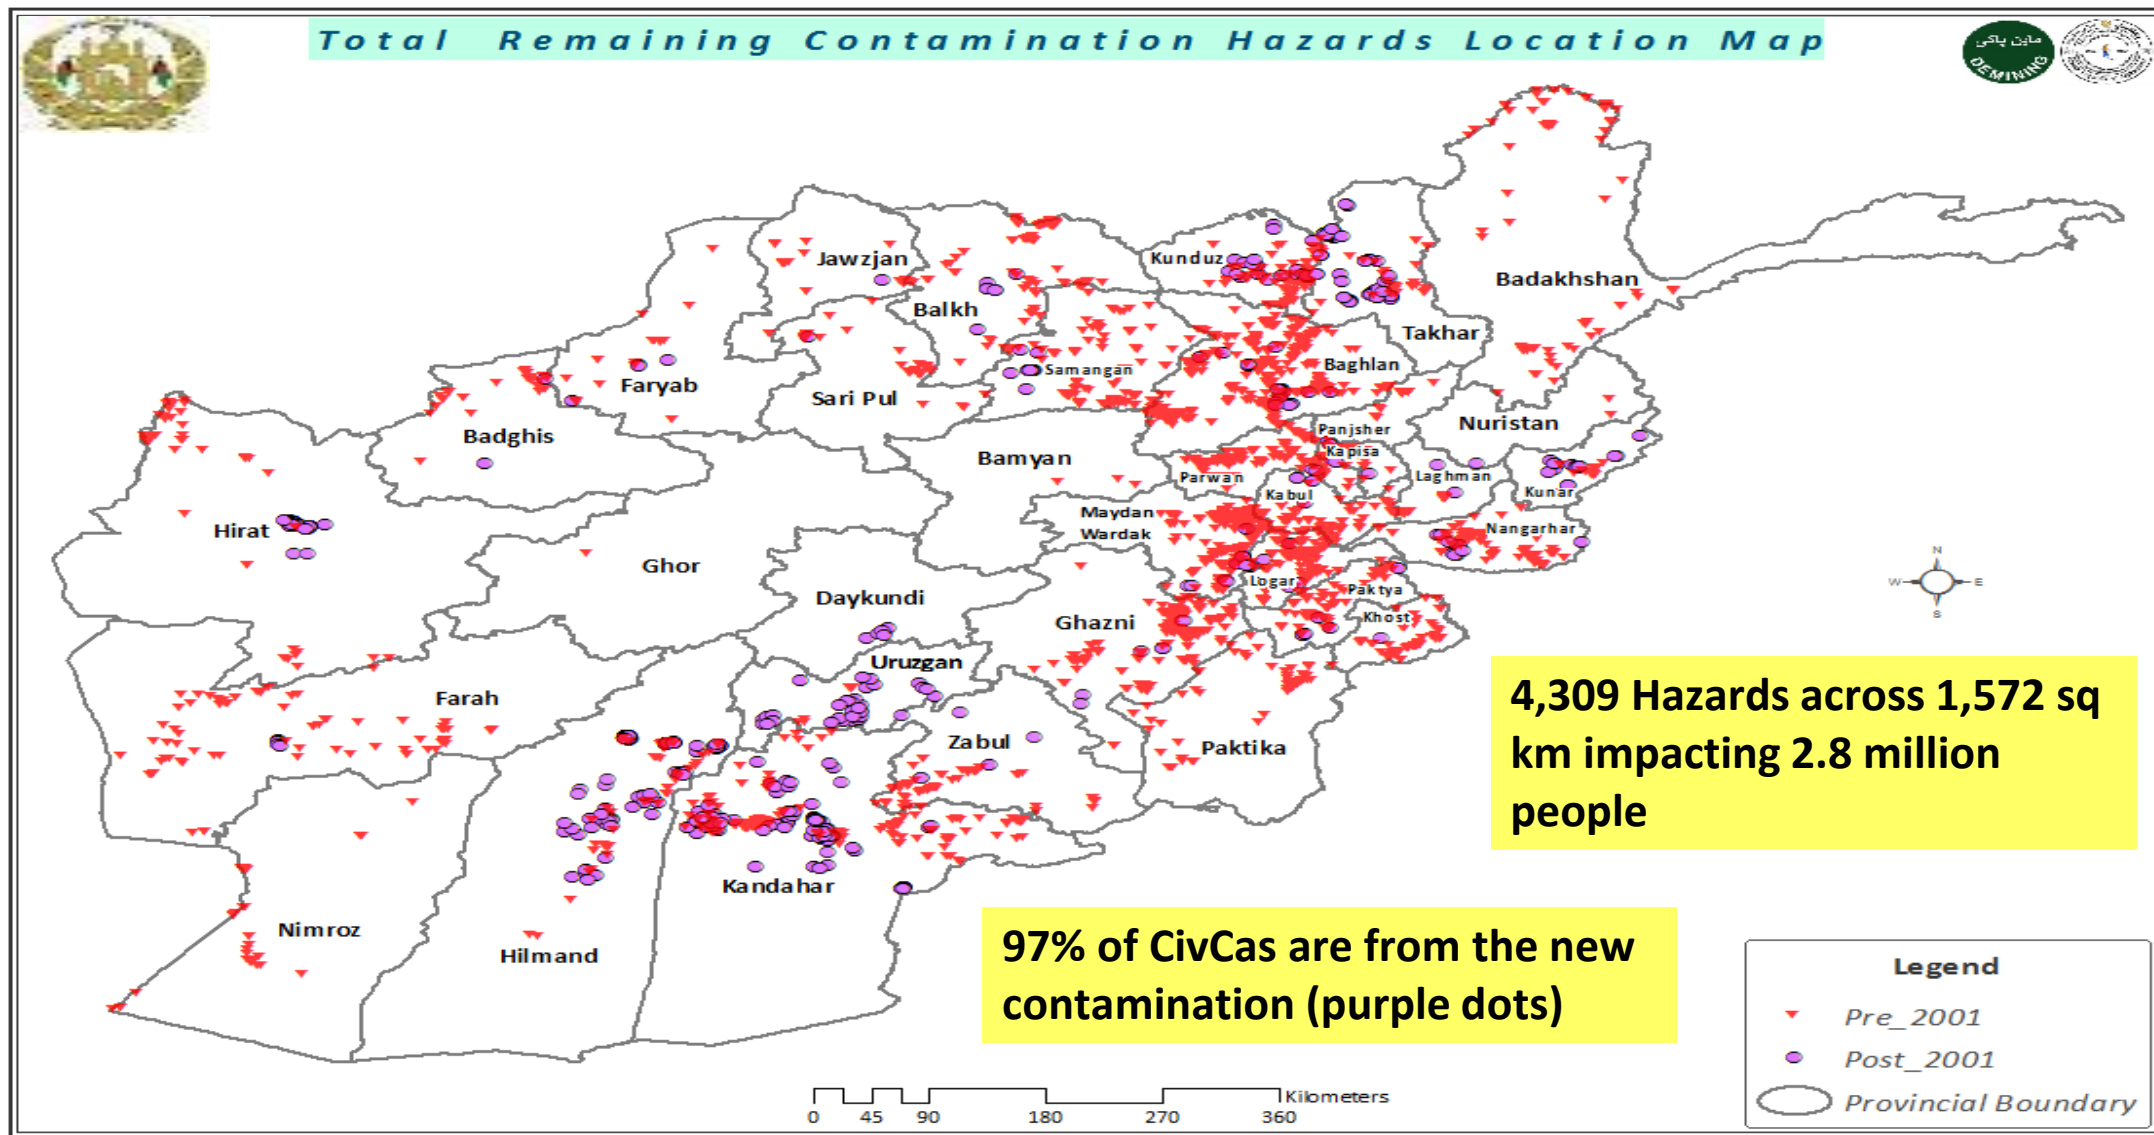 Total Remaining Contamination Hazards Location Map
ماين پاکی
DEMINING
Jawzjan
Kunduz
Badakhshan
Balkh
Takhar
Baghlan
Samangan
Faryab
Sari Pul
Nuristan
Badghis
Panjsher
Kapisa
Bamyan
Parwan
Laghman
Kabul
Kunar
Maydan
Wardak
Nangarhar
Hirat
Ghor
Logar
Paktya
Daykundi
Ghazni
Khost
Uruzgan
Farah
Zabul
Paktika
Kandahar
Nimroz
Hilmand
N
W
E
S
4,309 Hazards across 1,572 sq
km impacting 2.8 million
people
97% of CivCas are from the new
contamination (purple dots)
Legend
Pre_2001
Post_2001
Provincial Boundary
Kilometers
0 45 90 180 270 360